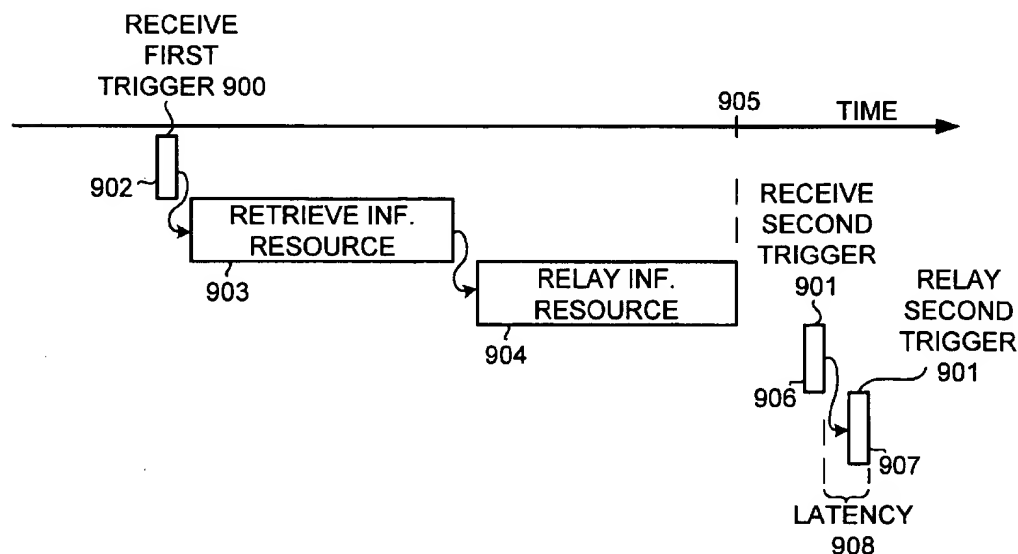 RECEIVE
FIRST
TRIGGER 900
905
TIME
902
RETRIEVE INF.
RESOURCE
903
RELAY INF.
RESOURCE
904
RECEIVE
SECOND
TRIGGER
901
RELAY
SECOND
TRIGGER
901
906
907
LATENCY
908